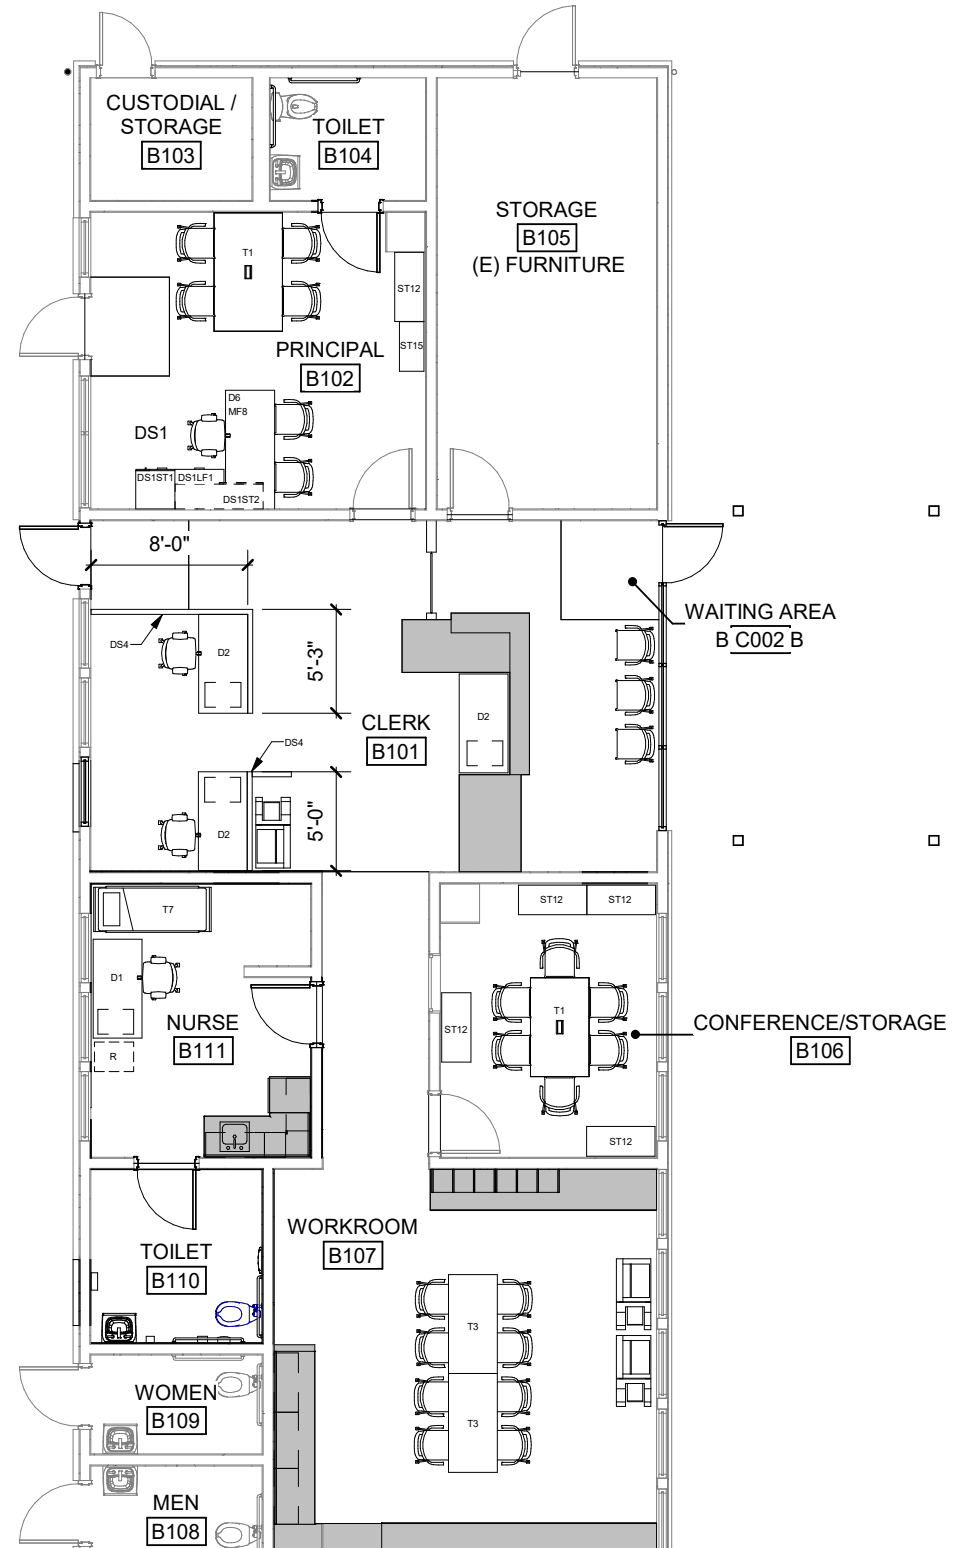 CUSTODIAL /
STORAGE
B103
TOILET
B104
STORAGE
B105
(E) FURNITURE
T1
ST12
ST15
PRINCIPAL
B102
D6
MF8
DS1
DS1ST1
DS1LF1
DS1ST2
8'-0"
WAITING AREA
B C002 B
DS4
D2
5'-3"
CLERK
B101
D2
DS4
D2
5'-0"
T7
ST12
ST12
D1
T1
NURSE
B111
ST12
CONFERENCE/STORAGE
B106
R
ST12
WORKROOM
B107
TOILET
B110
T3
WOMEN
B109
T3
MEN
B108